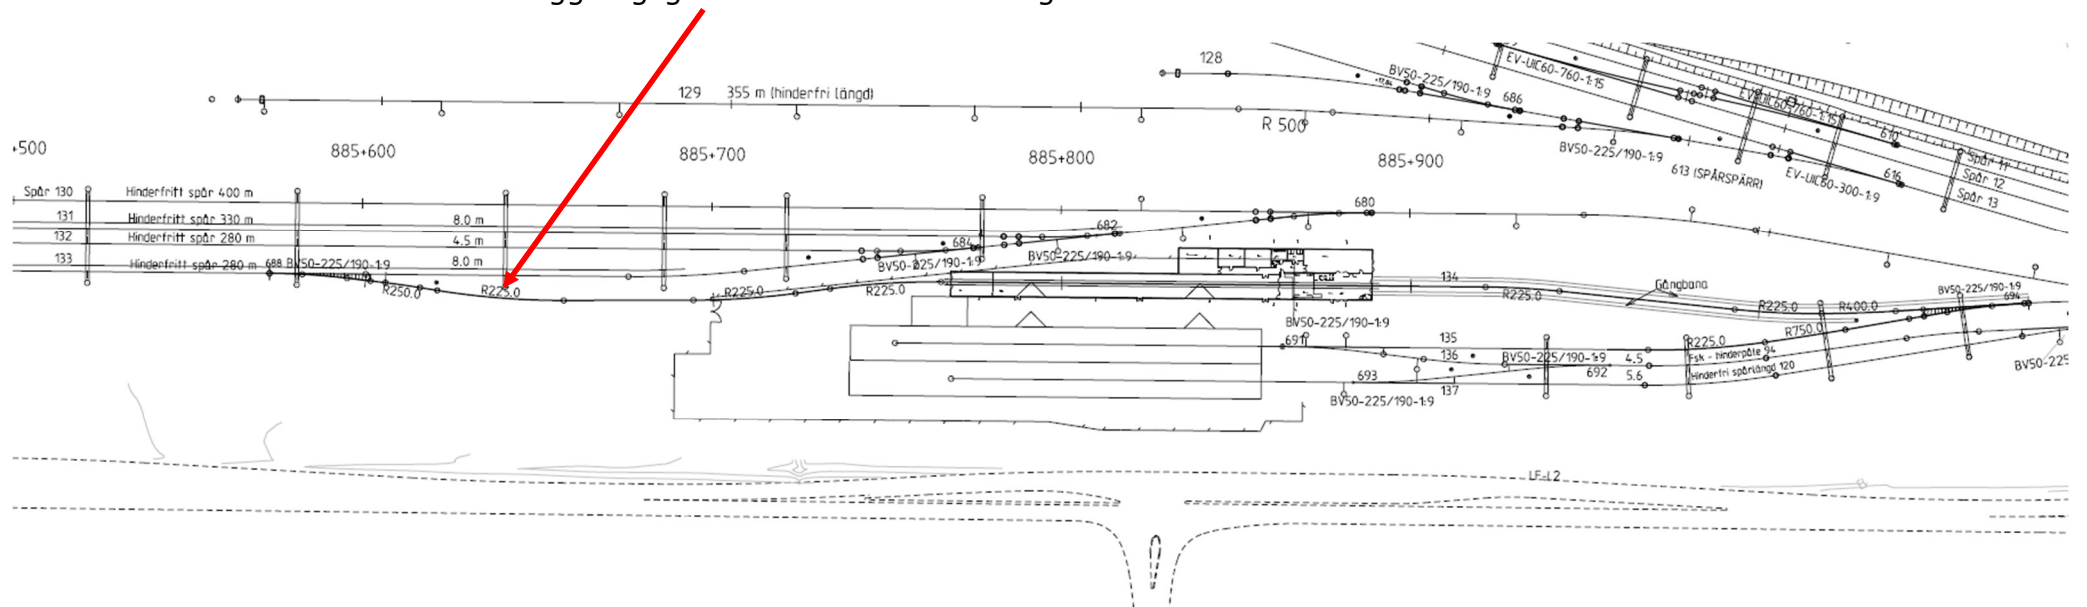 128
BV50-225/190-1:9
686
EV-UIC60-760-1:15
129 355 m (hinderfri längd)
R 500
BV50-225/190-1:9
613 (SPÅRSPÄRR)
EV-UIC60-300-1:9
610
616
Spår 11
Spår 12
Spår 13
+500
885+600
885+700
885+800
885+900
Spår 130 Hinderfritt spår 400 m
131 Hinderfritt spår 330 m 8.0 m
132 Hinderfritt spår 280 m 4.5 m
133 Hinderfritt spår 280 m 8.0 m
688 BV50-225/190-1:9
680
682
684
BV50-225/190-1:9
BV50-225/190-1:9
R250.0
R225.0
R225.0
R225.0
134
R225.0
Gångbana
R225.0
R400.0
BV50-225/190-1:9
694
R750.0
BV50-225/190-1:9
691
135
R225.0
136
BV50-225/190-1:9
4.5
Fsk - hinderpåle 94
693
692
5.6
Hinderfri spårlängd 120
137
BV50-225/190-1:9
BV50-225
LF-L2